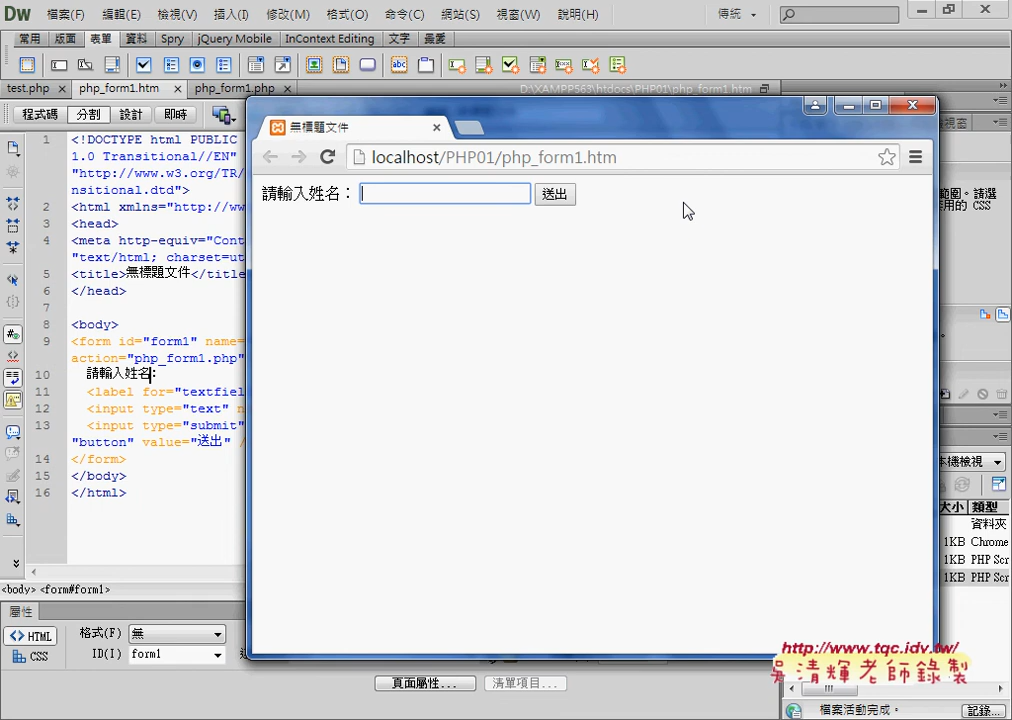 Dw 檔案(F) 編輯(E) 檢視(V) 插入(I) 修改(M) 格式(O) 命令(C) 網站(S) 視窗(W) 說明(H) 傳統
常用 版面 表單 資料 Spry jQuery Mobile InContext Editing 文字 最愛
test.php × php_form1.htm × php_form1.php × D:\XAMPP563\htdocs\PHP01\php_form1.htm
程式碼 分割 設計 即時
無標題文件
localhost/PHP01/php_form1.htm
請輸入姓名： 送出
1 <!DOCTYPE html PUBLIC
1.0 Transitional//EN"
"http://www.w3.org/TR/
nsitional.dtd">
2 <html xmlns="http://ww
3 <head>
4 <meta http-equiv="Cont
"text/html; charset=ut
5 <title>無標題文件</title
6 </head>
7
8 <body>
9 <form id="form1" name=
action="php_form1.php"
10 請輸入姓名：
11 <label for="textfiel
12 <input type="text" n
13 <input type="submit"
"button" value="送出" /
14 </form>
15 </body>
16 </html>
<body> <form#form1>
屬性
<> HTML 格式(F) 無
CSS ID(I) form1
頁面屬性... 清單項目...
範圍。請選
用的 CSS
本機檢視
大小 類型
資料夾
1KB Chrome
1KB PHP Scr
1KB PHP Scr
http://www.tqc.idv.tw/
吳清輝老師錄製
檔案活動完成。 記錄...